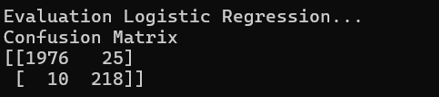 Evaluation Logistic Regression...
Confusion Matrix
[[1976   25]
 [  10  218]]